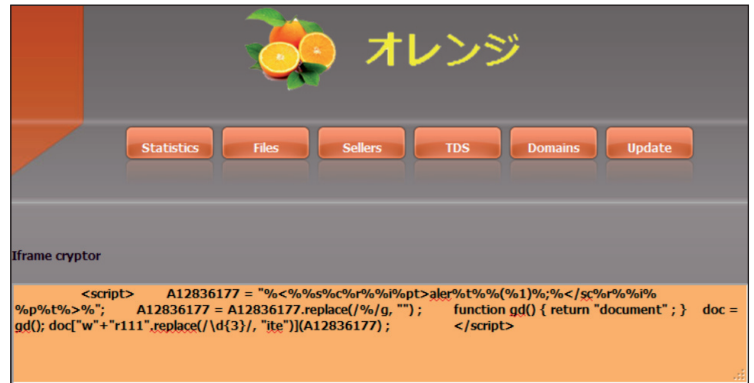 オレンジ
Statistics Files Sellers TDS Domains Update
Iframe cryptor
<script> A12836177 = "%<%%s%c%r%%i%pt>aler%t%%(%1)%;%</sc%r%%i%
%p%t%>%"; A12836177 = A12836177.replace(/%/g, "") ; function gd() { return "document" ; } doc =
gd(); doc["w"+"r111".replace(/\d{3}/, "ite")](A12836177) ; </script>